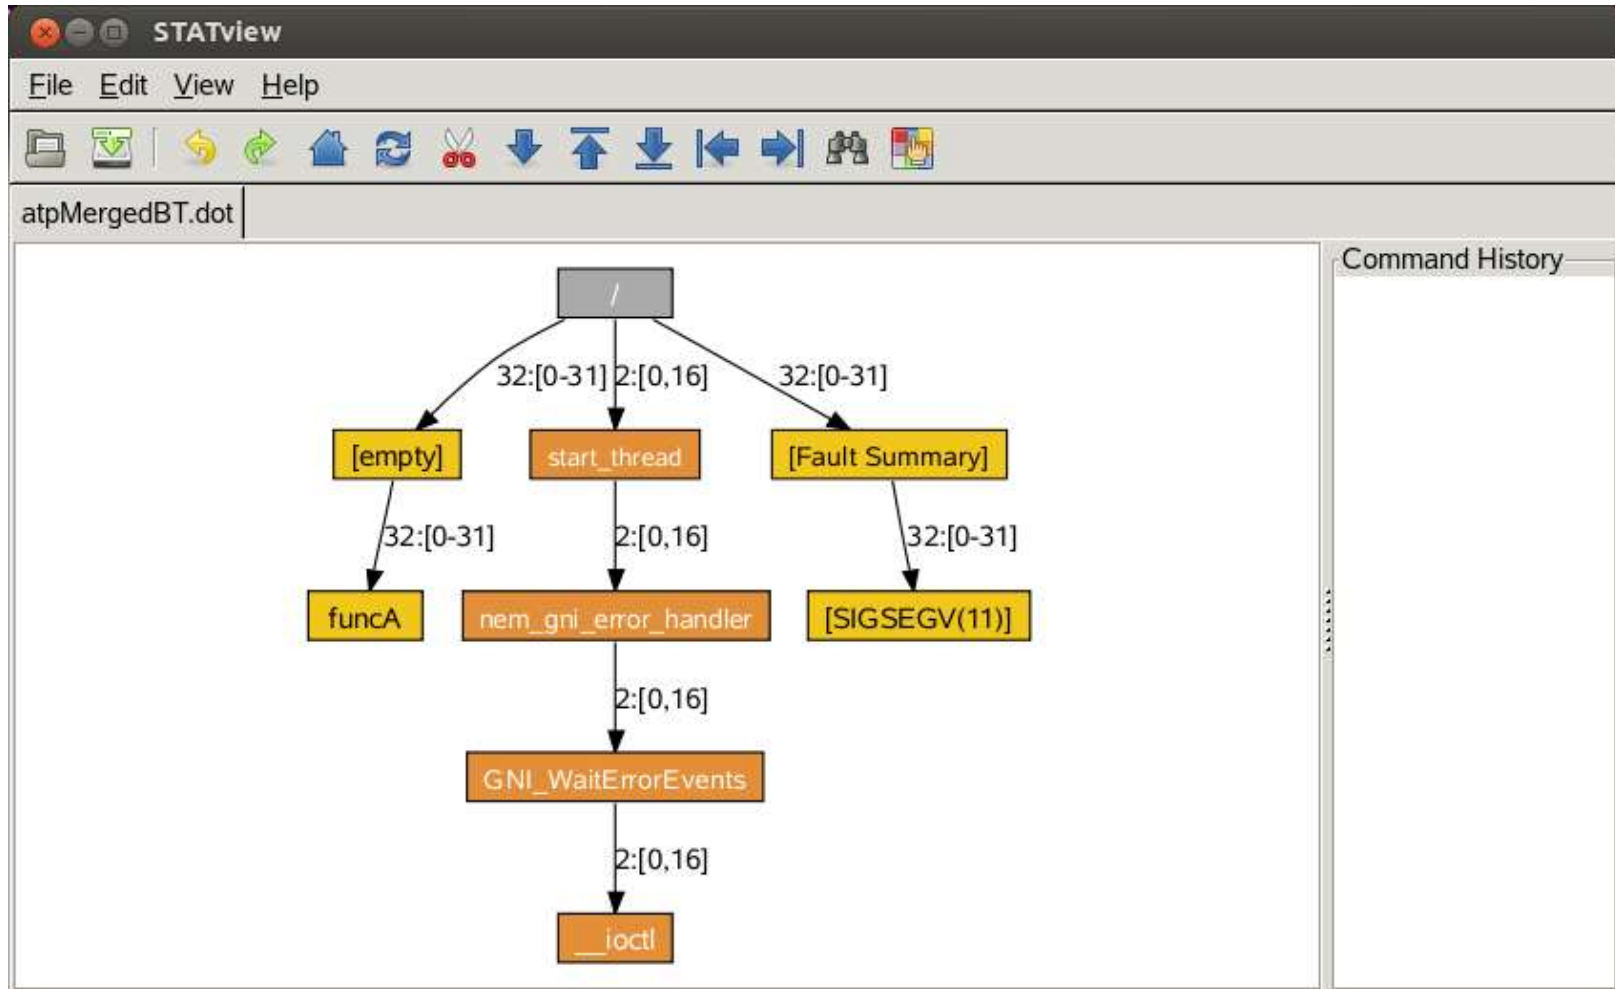 STATview
File Edit View Help
atpMergedBT.dot
Command History
/
32:[0-31] 2:[0,16] 32:[0-31]
[empty] start_thread [Fault Summary]
32:[0-31] 2:[0,16] 32:[0-31]
funcA nem_gni_error_handler [SIGSEGV(11)]
2:[0,16]
GNI_WaitErrorEvents
2:[0,16]
__ioctl